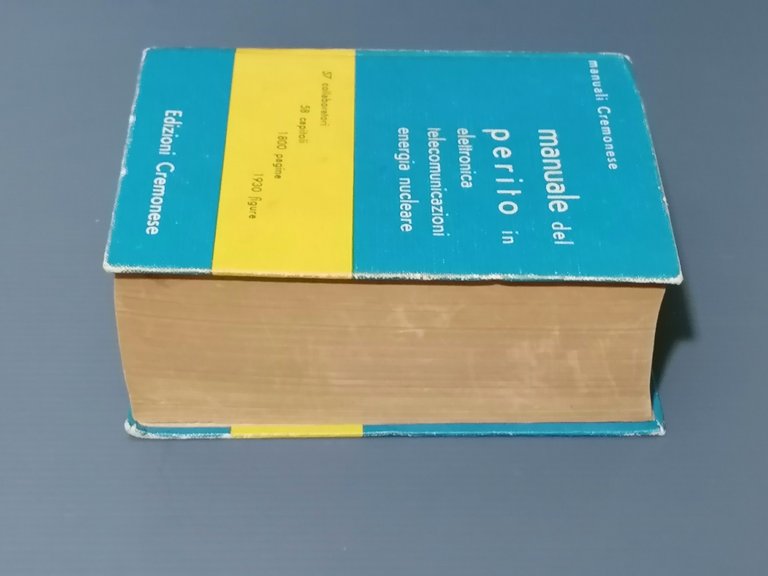 manuali Cremonese
manuale del
perito in
elettronica
telecomunicazioni
energia nucleare
57 collaboratori
58 capitoli
1800 pagine
1930 figure
Edizioni Cremonese